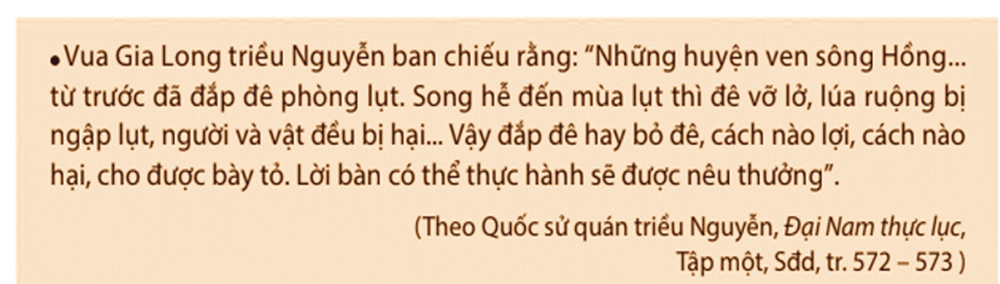 •Vua Gia Long triều Nguyễn ban chiếu rằng: “Những huyện ven sông Hồng...
từ trước đã đắp đê phòng lụt. Song hễ đến mùa lụt thì đê vỡ lở, lúa ruộng bị
ngập lụt, người và vật đều bị hại... Vậy đắp đê hay bỏ đê, cách nào lợi, cách nào
hại, cho được bày tỏ. Lời bàn có thể thực hành sẽ được nêu thưởng”.
(Theo Quốc sử quán triều Nguyễn, Đại Nam thực lục,
Tập một, Sđd, tr. 572 – 573 )